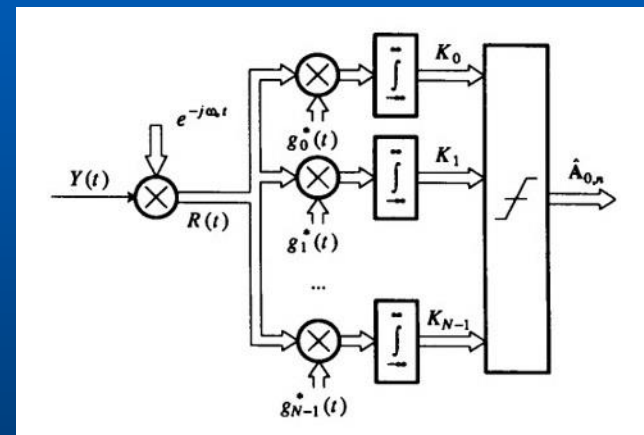 e^{-jω_c t}
Y(t)
R(t)
g_0^*(t)
∫_{-∞}^{∞}
K_0
g_1^*(t)
∫_{-∞}^{∞}
K_1
...
g_{N-1}^*(t)
∫_{-∞}^{∞}
K_{N-1}
Â_{0,n}